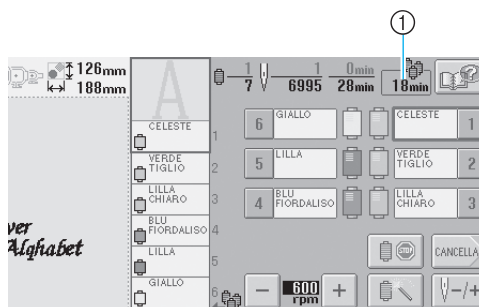 1
126mm
188mm
1 1 0min
7 6995 28min 18min
A
CELESTE
1
VERDE
TIGLIO
2
LILLA
CHIARO
3
BLU
FIORDALISO
4
LILLA
5
GIALLO
6
6 GIALLO
CELESTE 1
5 LILLA
VERDE
TIGLIO 2
4 BLU
FIORDALISO
LILLA
CHIARO 3
ver
Alqhabet
STOP
CANCELLA
− 600
rpm +
−/+